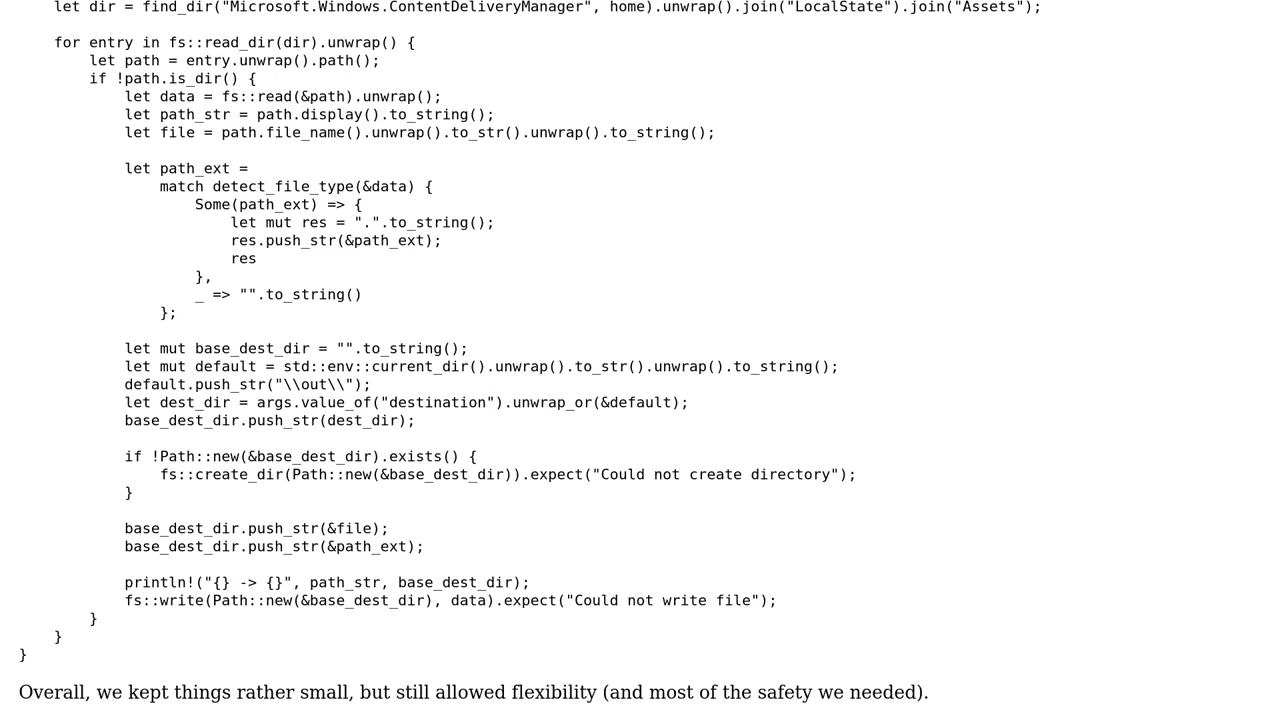 let dir = find_dir("Microsoft.Windows.ContentDeliveryManager", home).unwrap().join("LocalState").join("Assets");

    for entry in fs::read_dir(dir).unwrap() {
        let path = entry.unwrap().path();
        if !path.is_dir() {
            let data = fs::read(&path).unwrap();
            let path_str = path.display().to_string();
            let file = path.file_name().unwrap().to_str().unwrap().to_string();

            let path_ext =
                match detect_file_type(&data) {
                    Some(path_ext) => {
                        let mut res = ".".to_string();
                        res.push_str(&path_ext);
                        res
                    },
                    _ => "".to_string()
                };

            let mut base_dest_dir = "".to_string();
            let mut default = std::env::current_dir().unwrap().to_str().unwrap().to_string();
            default.push_str("\\out\\");
            let dest_dir = args.value_of("destination").unwrap_or(&default);
            base_dest_dir.push_str(dest_dir);

            if !Path::new(&base_dest_dir).exists() {
                fs::create_dir(Path::new(&base_dest_dir)).expect("Could not create directory");
            }

            base_dest_dir.push_str(&file);
            base_dest_dir.push_str(&path_ext);

            println!("{} -> {}", path_str, base_dest_dir);
            fs::write(Path::new(&base_dest_dir), data).expect("Could not write file");
        }
    }
}
Overall, we kept things rather small, but still allowed flexibility (and most of the safety we needed).